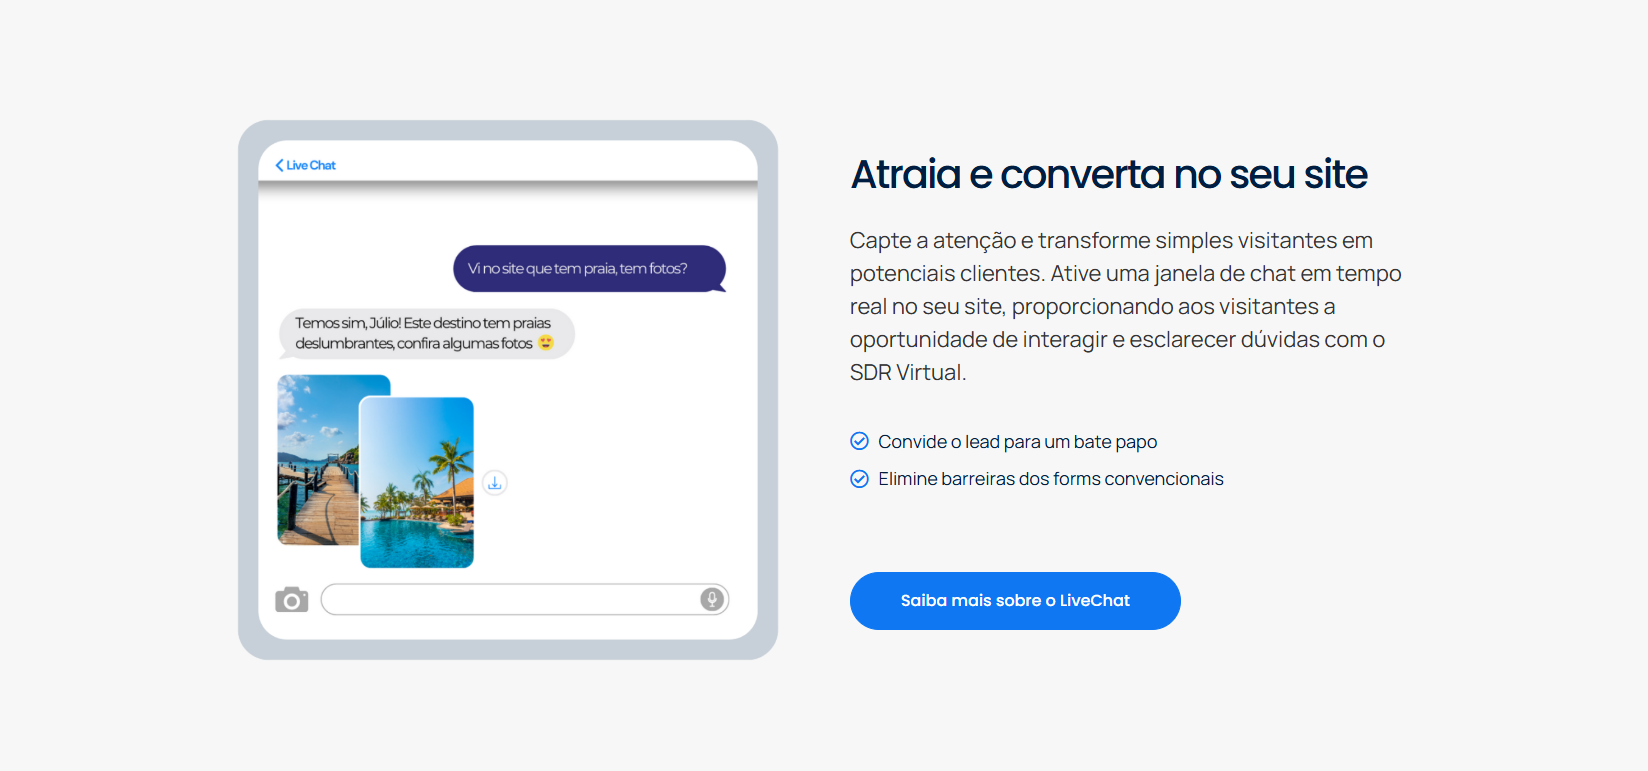 Live Chat
Vi no site que tem praia, tem fotos?
Temos sim, Júlio! Este destino tem praias
deslumbrantes, confira algumas fotos 😍
Atraia e converta no seu site
Capte a atenção e transforme simples visitantes em
potenciais clientes. Ative uma janela de chat em tempo
real no seu site, proporcionando aos visitantes a
oportunidade de interagir e esclarecer dúvidas com o
SDR Virtual.
Convide o lead para um bate papo
Elimine barreiras dos forms convencionais
Saiba mais sobre o LiveChat